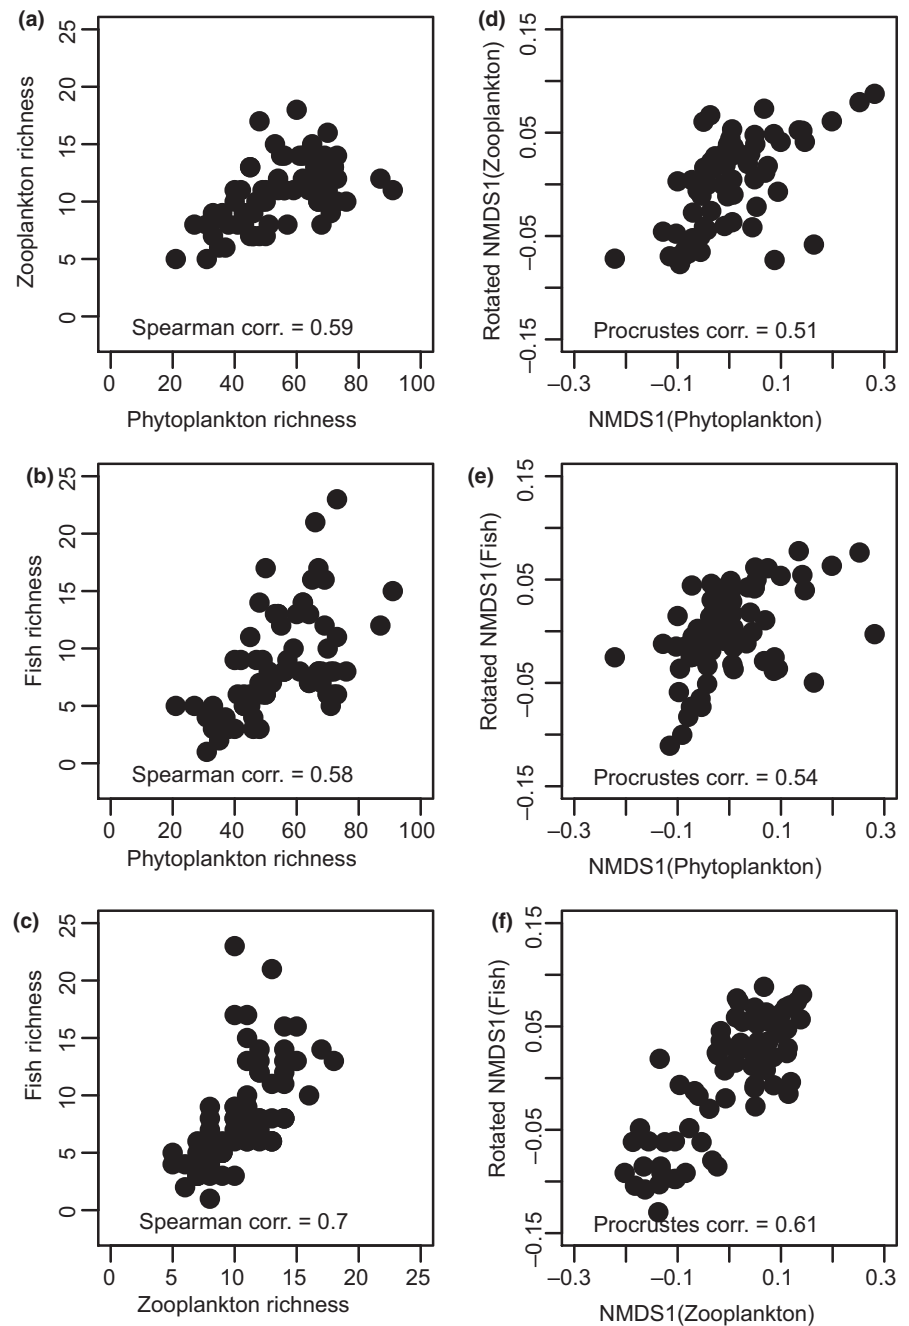 (a)
25
20
15
10
5
0
Zooplankton richness
Spearman corr. = 0.59
0 20 40 60 80 100
Phytoplankton richness
(d)
0.15
0.05
−0.05
−0.15
Rotated NMDS1(Zooplankton)
Procrustes corr. = 0.51
−0.3 −0.1 0.1 0.3
NMDS1(Phytoplankton)
(b)
25
20
15
10
5
0
Fish richness
Spearman corr. = 0.58
0 20 40 60 80 100
Phytoplankton richness
(e)
0.15
0.05
−0.05
−0.15
Rotated NMDS1(Fish)
Procrustes corr. = 0.54
−0.3 −0.1 0.1 0.3
NMDS1(Phytoplankton)
(c)
25
20
15
10
5
0
Fish richness
Spearman corr. = 0.7
0 5 10 15 20 25
Zooplankton richness
(f)
0.15
0.05
−0.05
−0.15
Rotated NMDS1(Fish)
Procrustes corr. = 0.61
−0.3 −0.1 0.1 0.3
NMDS1(Zooplankton)